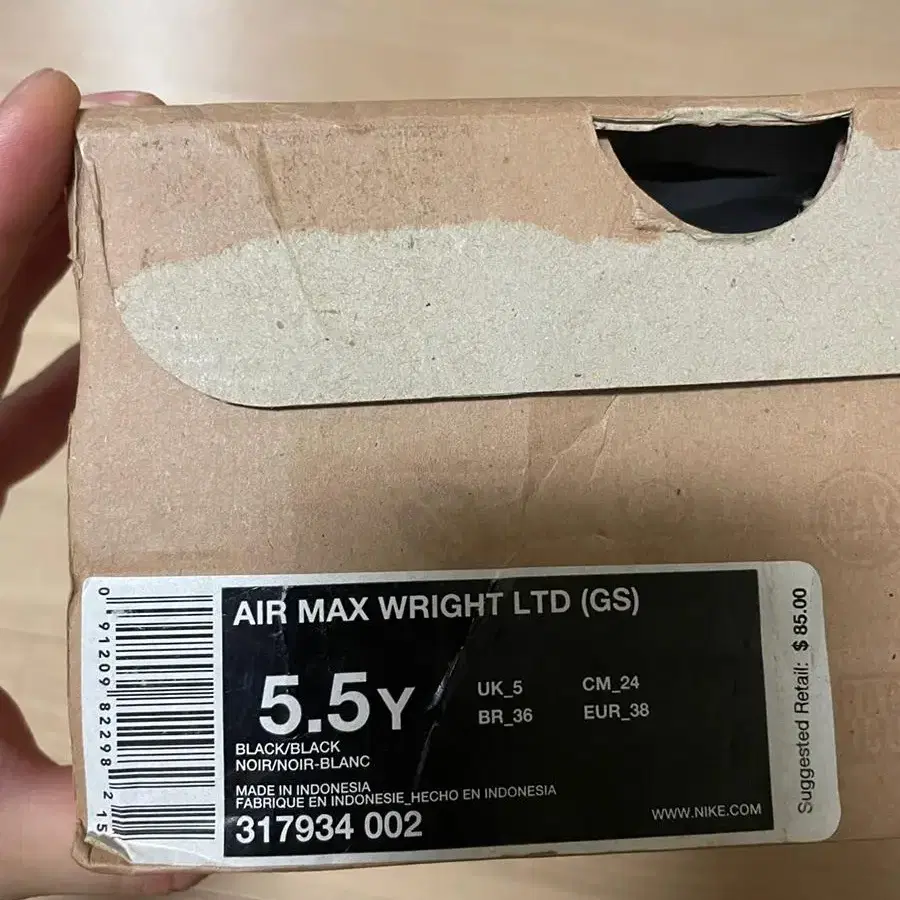 AIR MAX WRIGHT LTD (GS)
5.5Y
UK_5 CM_24
BR_36 EUR_38
BLACK/BLACK
NOIR/NOIR-BLANC
MADE IN INDONESIA
FABRIQUE EN INDONESIE_HECHO EN INDONESIA
317934 002
WWW.NIKE.COM
0 91209 82298 2 15
Suggested Retail: $ 85.00